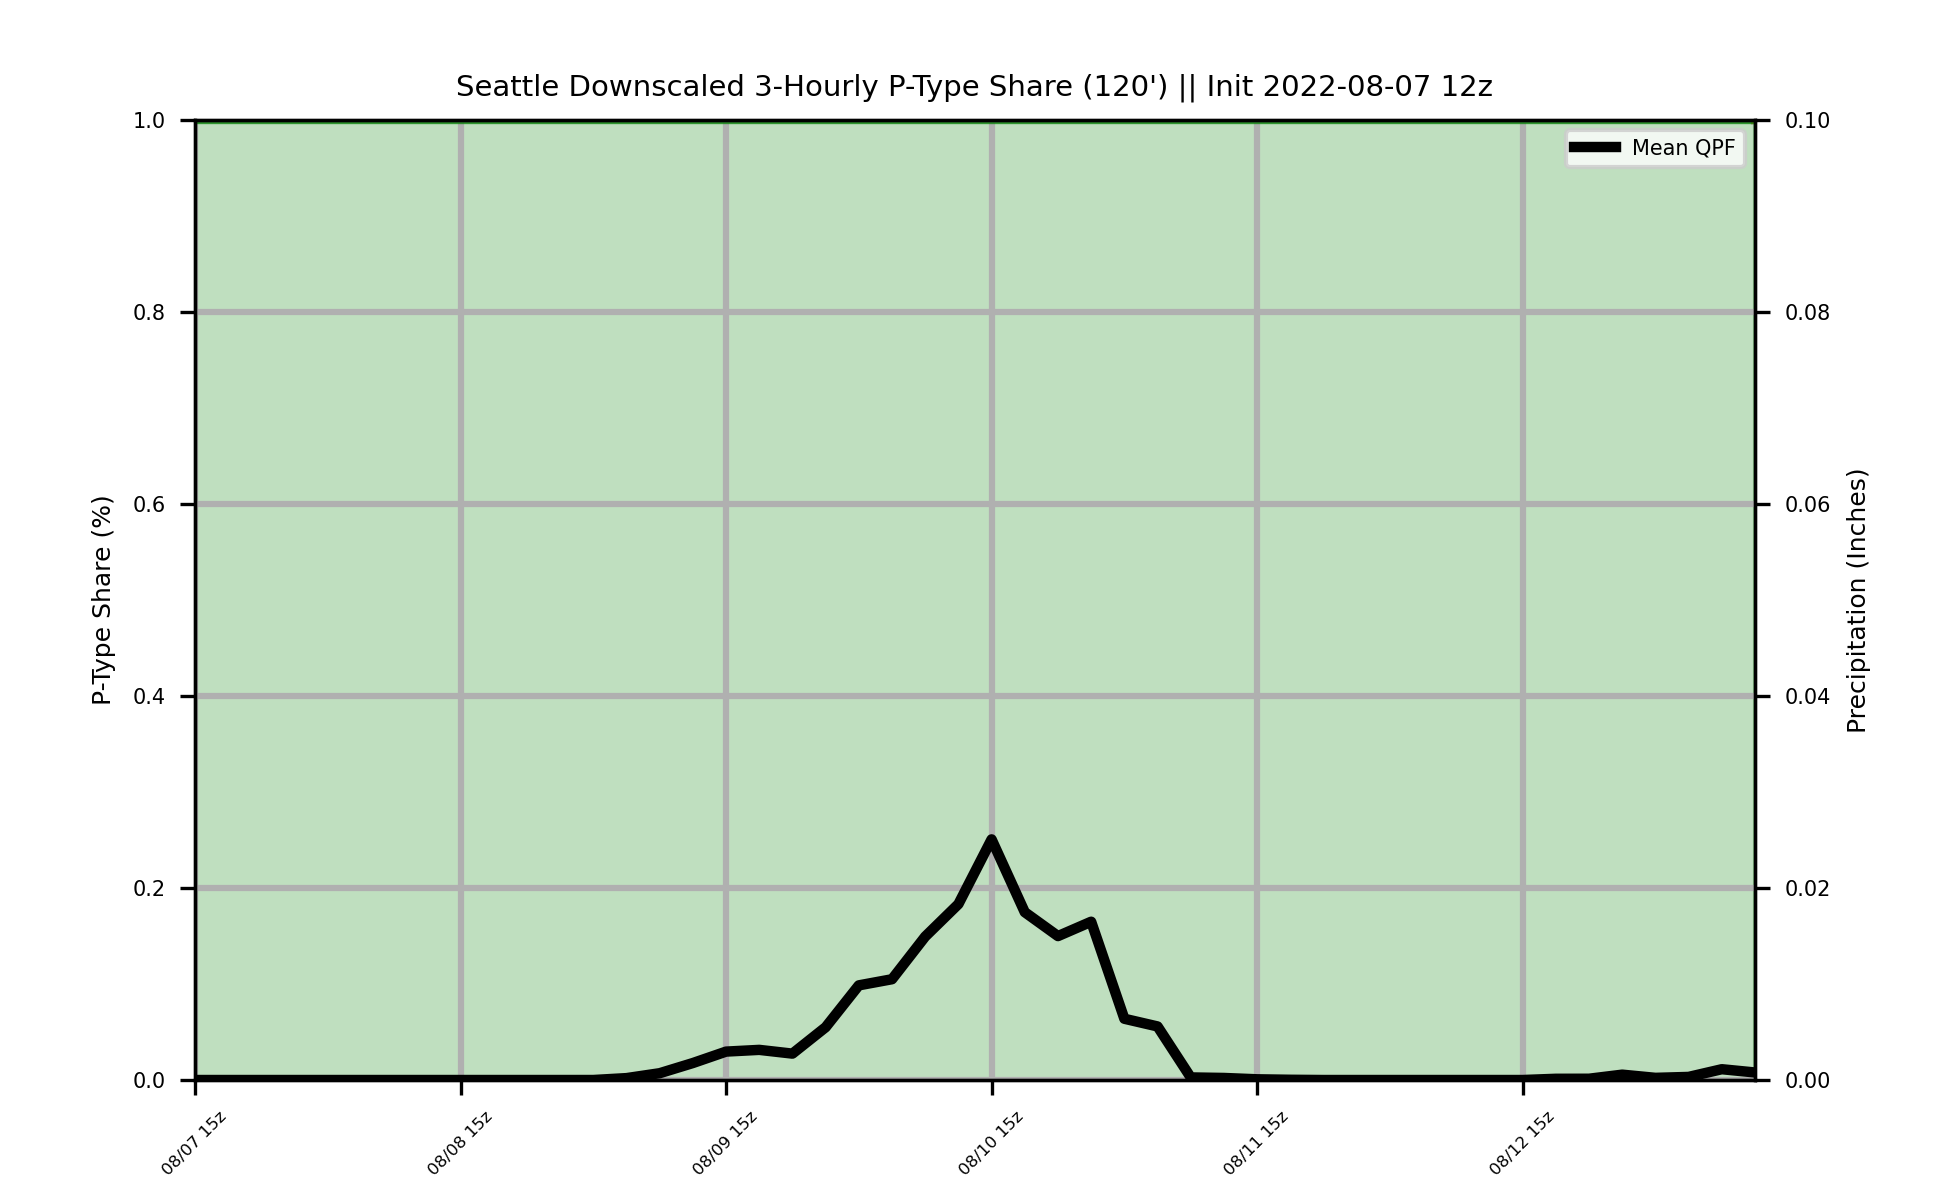 Seattle Downscaled 3-Hourly P-Type Share (120') || Init 2022-08-07 12z
Mean QPF
P-Type Share (%)
1.0
0.8
0.6
0.4
0.2
0.0
0.10
0.08
0.06
0.04
0.02
0.00
Precipitation (Inches)
08/07 15z
08/08 15z
08/09 15z
08/10 15z
08/11 15z
08/12 15z